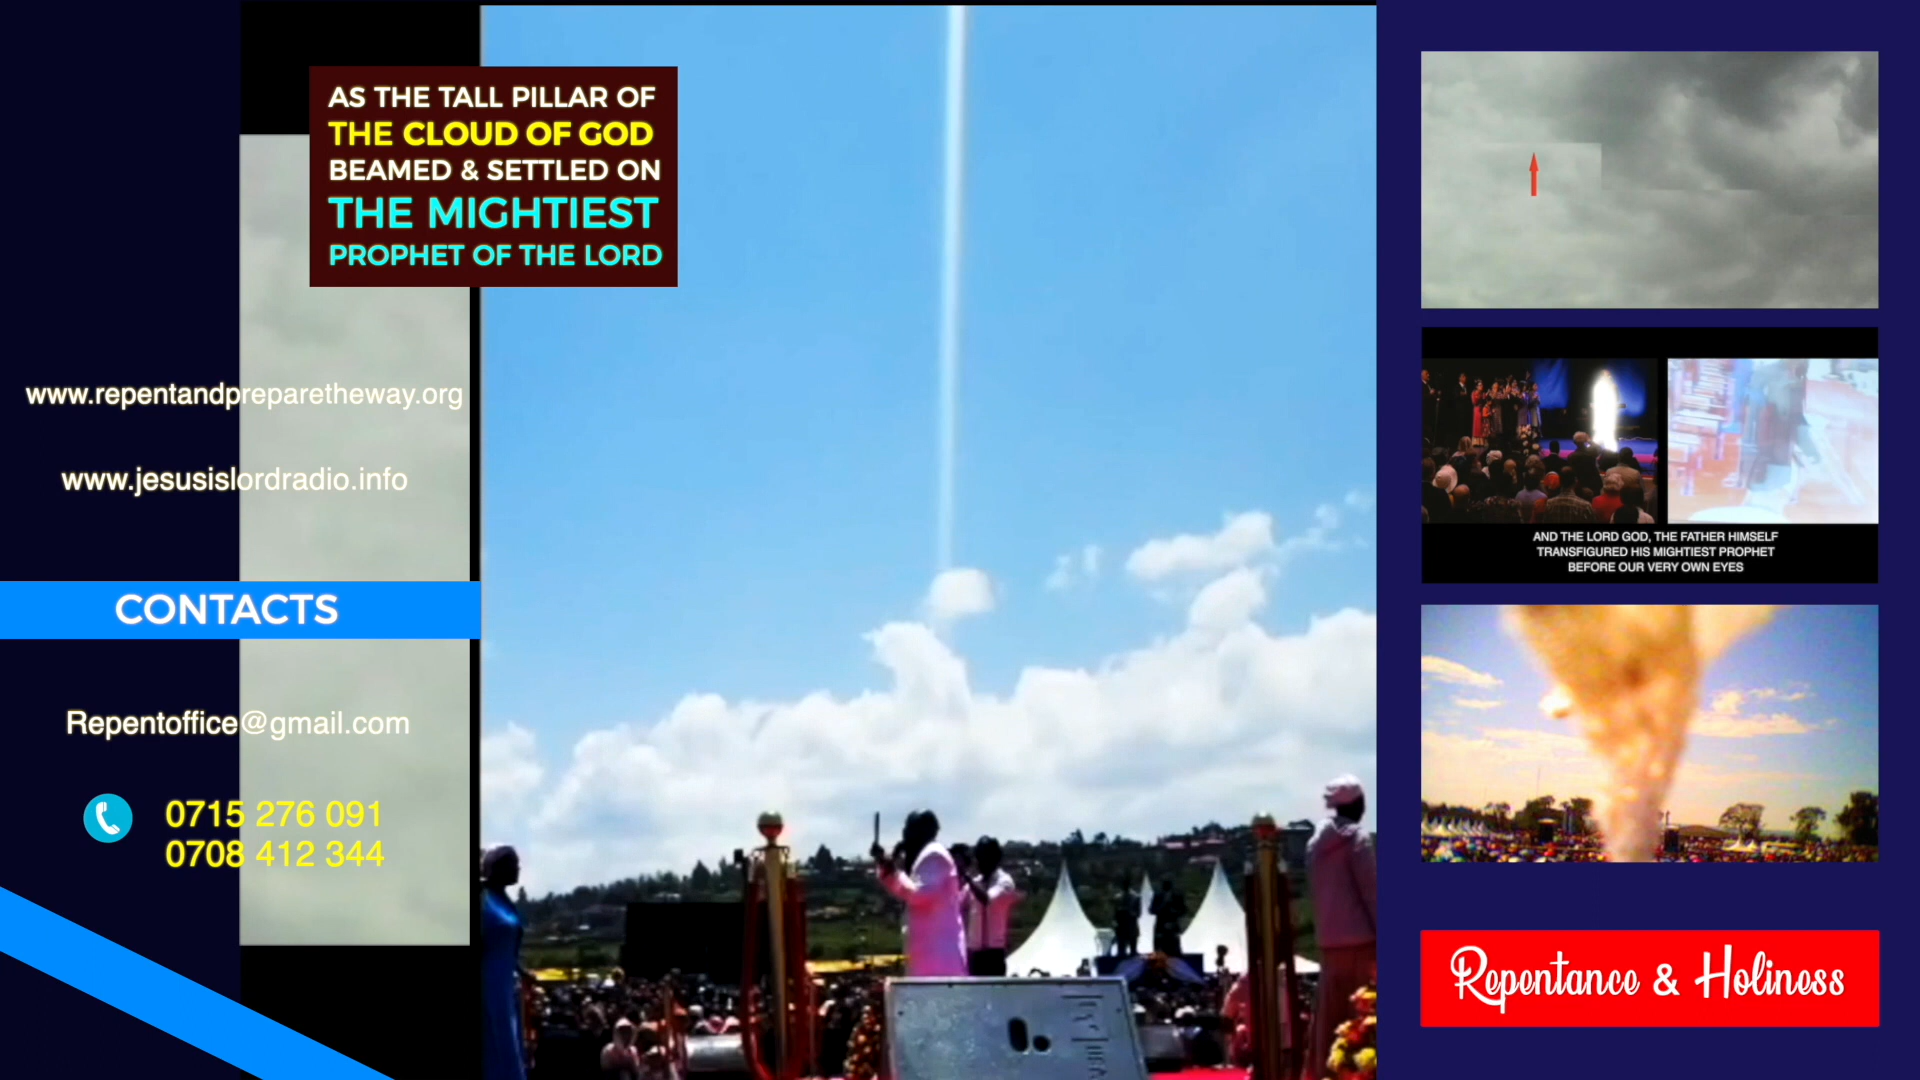 AS THE TALL PILLAR OF
THE CLOUD OF GOD
BEAMED & SETTLED ON
THE MIGHTIEST
PROPHET OF THE LORD
www.repentandpreparetheway.org
www.jesusislordradio.info
CONTACTS
Repentoffice@gmail.com
0715 276 091
0708 412 344
AND THE LORD GOD, THE FATHER HIMSELF
TRANSFIGURED HIS MIGHTIEST PROPHET
BEFORE OUR VERY OWN EYES
Repentance & Holiness